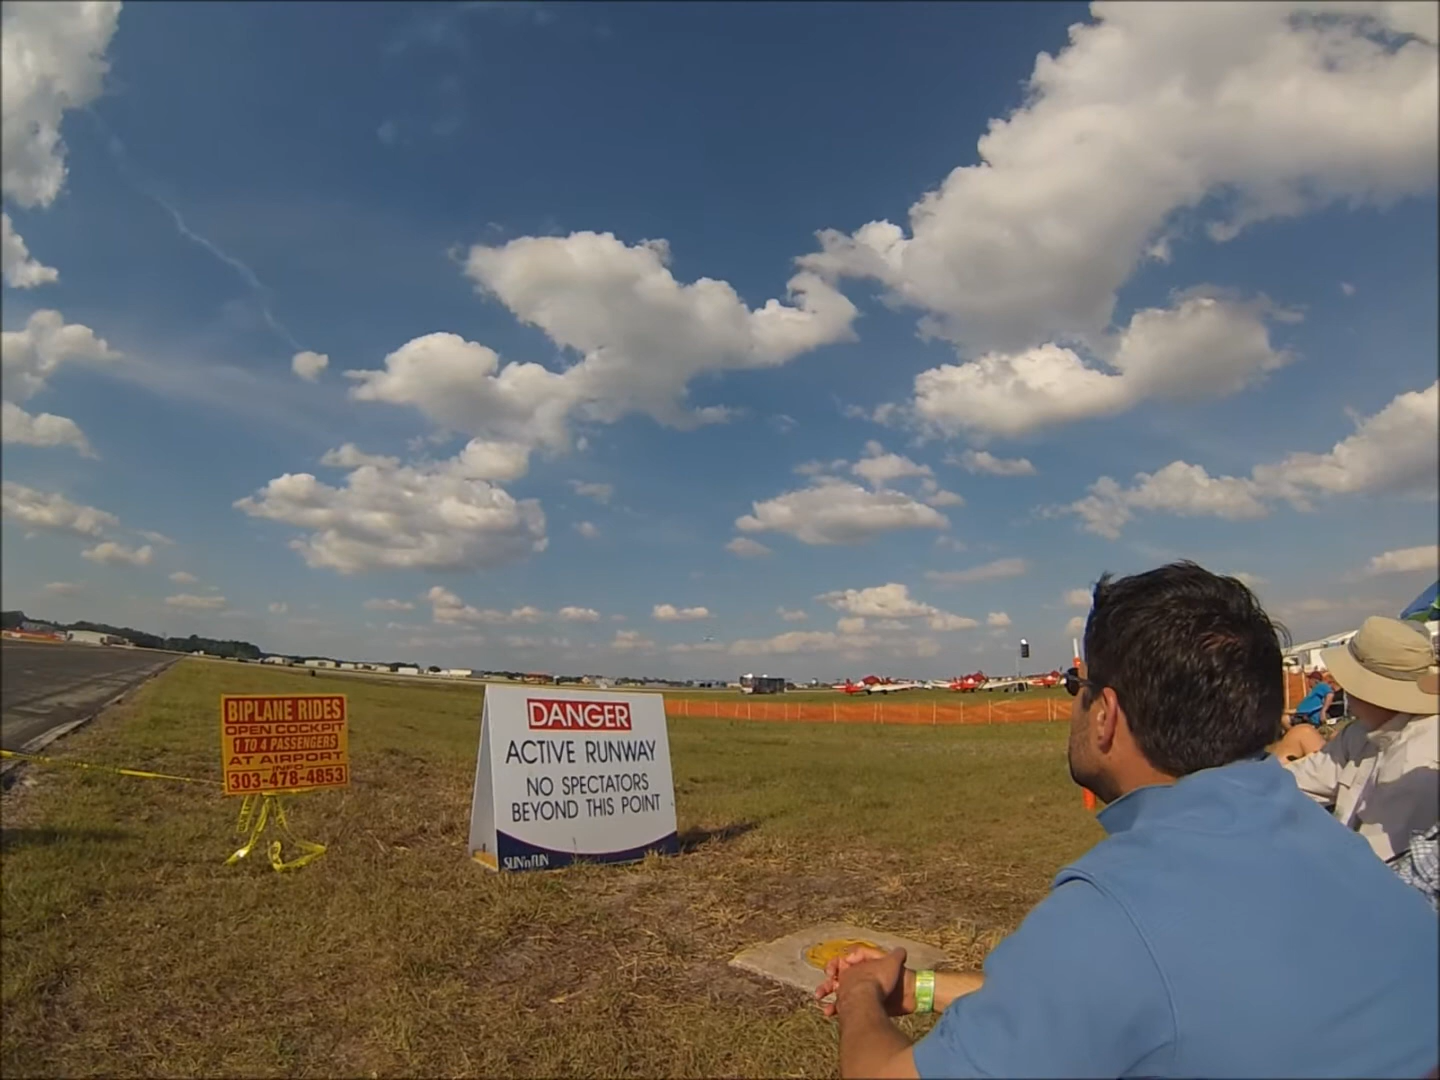 BIPLANE RIDES
OPEN COCKPIT
1 TO 4 PASSENGERS
AT AIRPORT
INFO
303-478-4853
DANGER
ACTIVE RUNWAY
NO SPECTATORS
BEYOND THIS POINT
SUN'n FUN